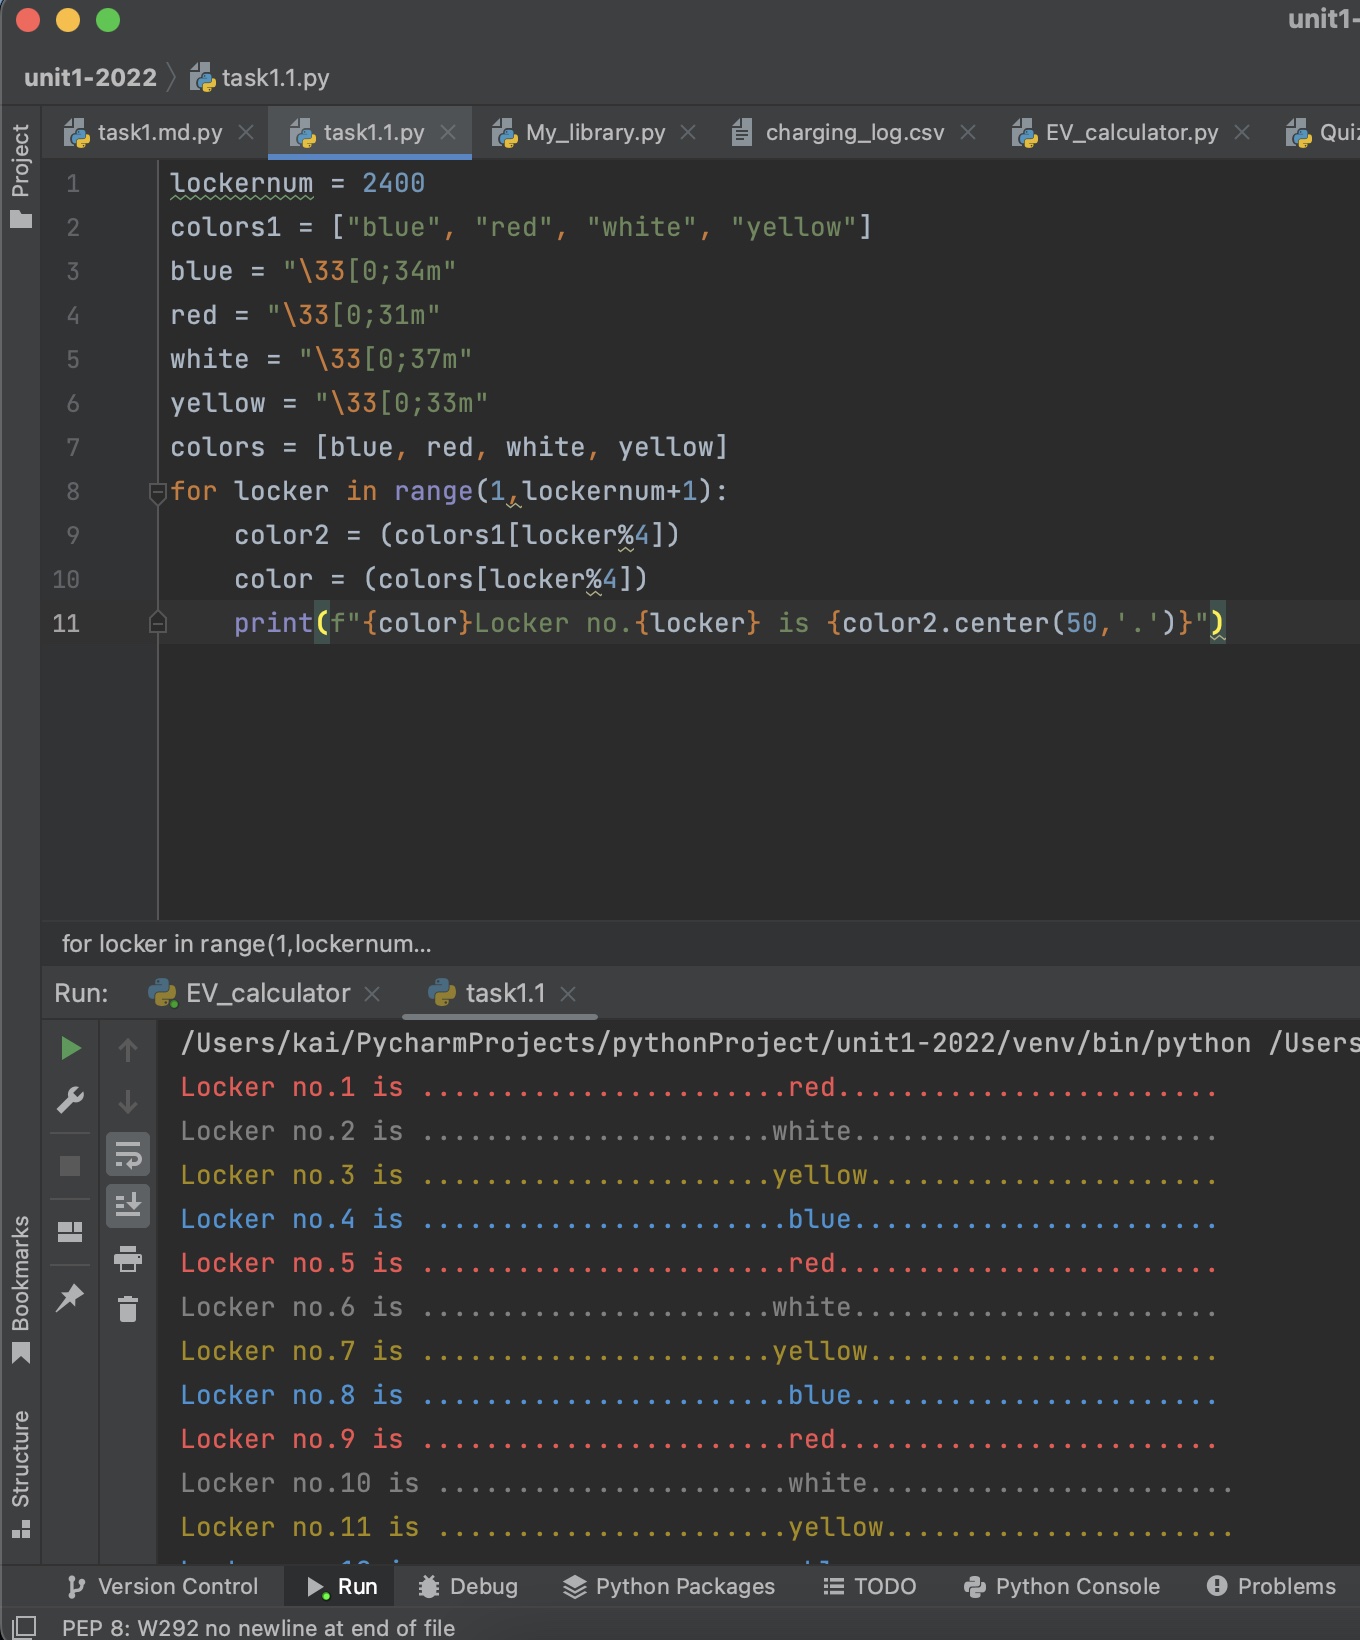 unit1-
unit1-2022 task1.1.py
task1.md.py task1.1.py My_library.py charging_log.csv EV_calculator.py Quiz
Project
1 lockernum = 2400
2 colors1 = ["blue", "red", "white", "yellow"]
3 blue = "\33[0;34m"
4 red = "\33[0;31m"
5 white = "\33[0;37m"
6 yellow = "\33[0;33m"
7 colors = [blue, red, white, yellow]
8 for locker in range(1,lockernum+1):
9     color2 = (colors1[locker%4])
10     color = (colors[locker%4])
11     print(f"{color}Locker no.{locker} is {color2.center(50,'.')}")
for locker in range(1,lockernum...
Run: EV_calculator task1.1
/Users/kai/PycharmProjects/pythonProject/unit1-2022/venv/bin/python /Users
Locker no.1 is .......................red........................
Locker no.2 is ......................white.......................
Locker no.3 is ......................yellow......................
Locker no.4 is .......................blue.......................
Locker no.5 is .......................red........................
Locker no.6 is ......................white.......................
Locker no.7 is ......................yellow......................
Locker no.8 is .......................blue.......................
Locker no.9 is .......................red........................
Locker no.10 is ......................white.......................
Locker no.11 is ......................yellow......................
Bookmarks
Structure
Version Control Run Debug Python Packages TODO Python Console Problems
PEP 8: W292 no newline at end of file